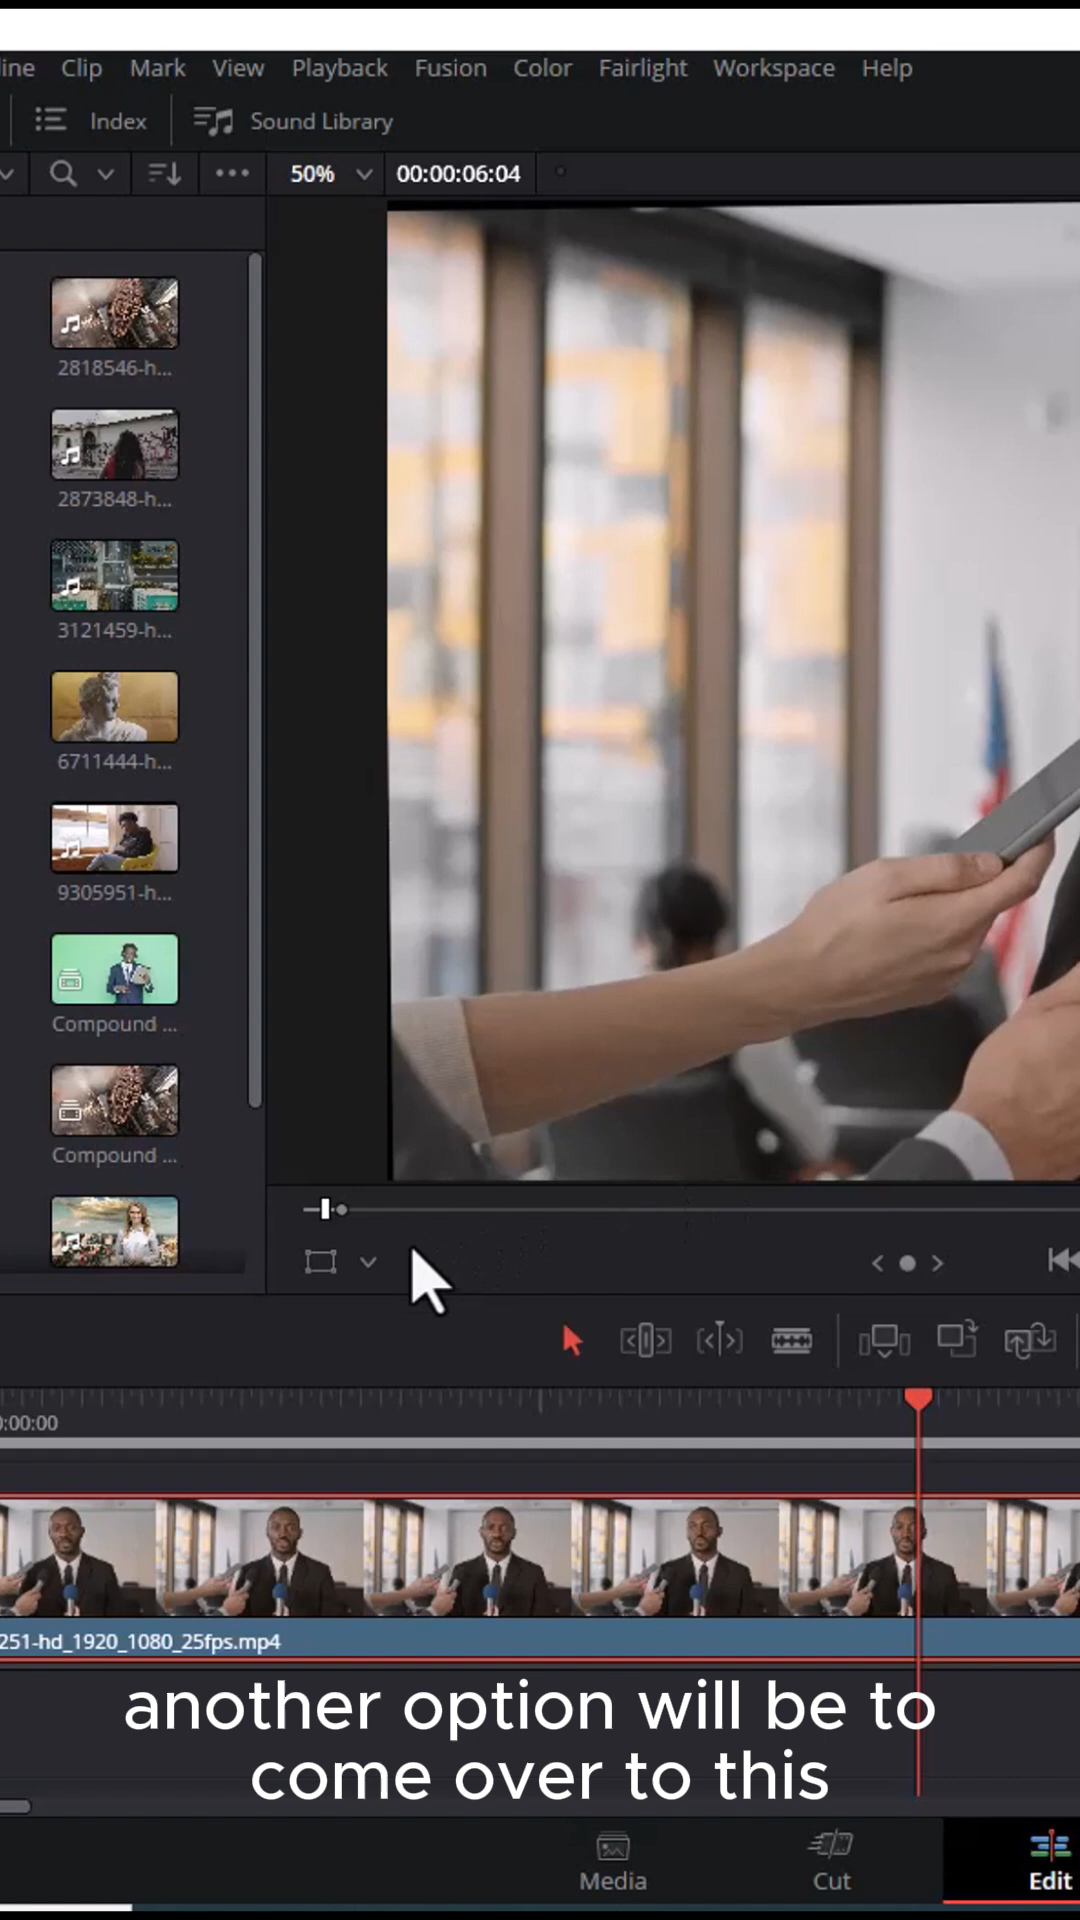 line Clip Mark View Playback Fusion Color Fairlight Workspace Help
Index Sound Library
50% 00:00:06:04
2818546-h...
2873848-h...
3121459-h...
6711444-h...
9305951-h...
Compound ...
Compound ...
0:00:00
251-hd_1920_1080_25fps.mp4
another option will be to
come over to this
Media Cut Edit